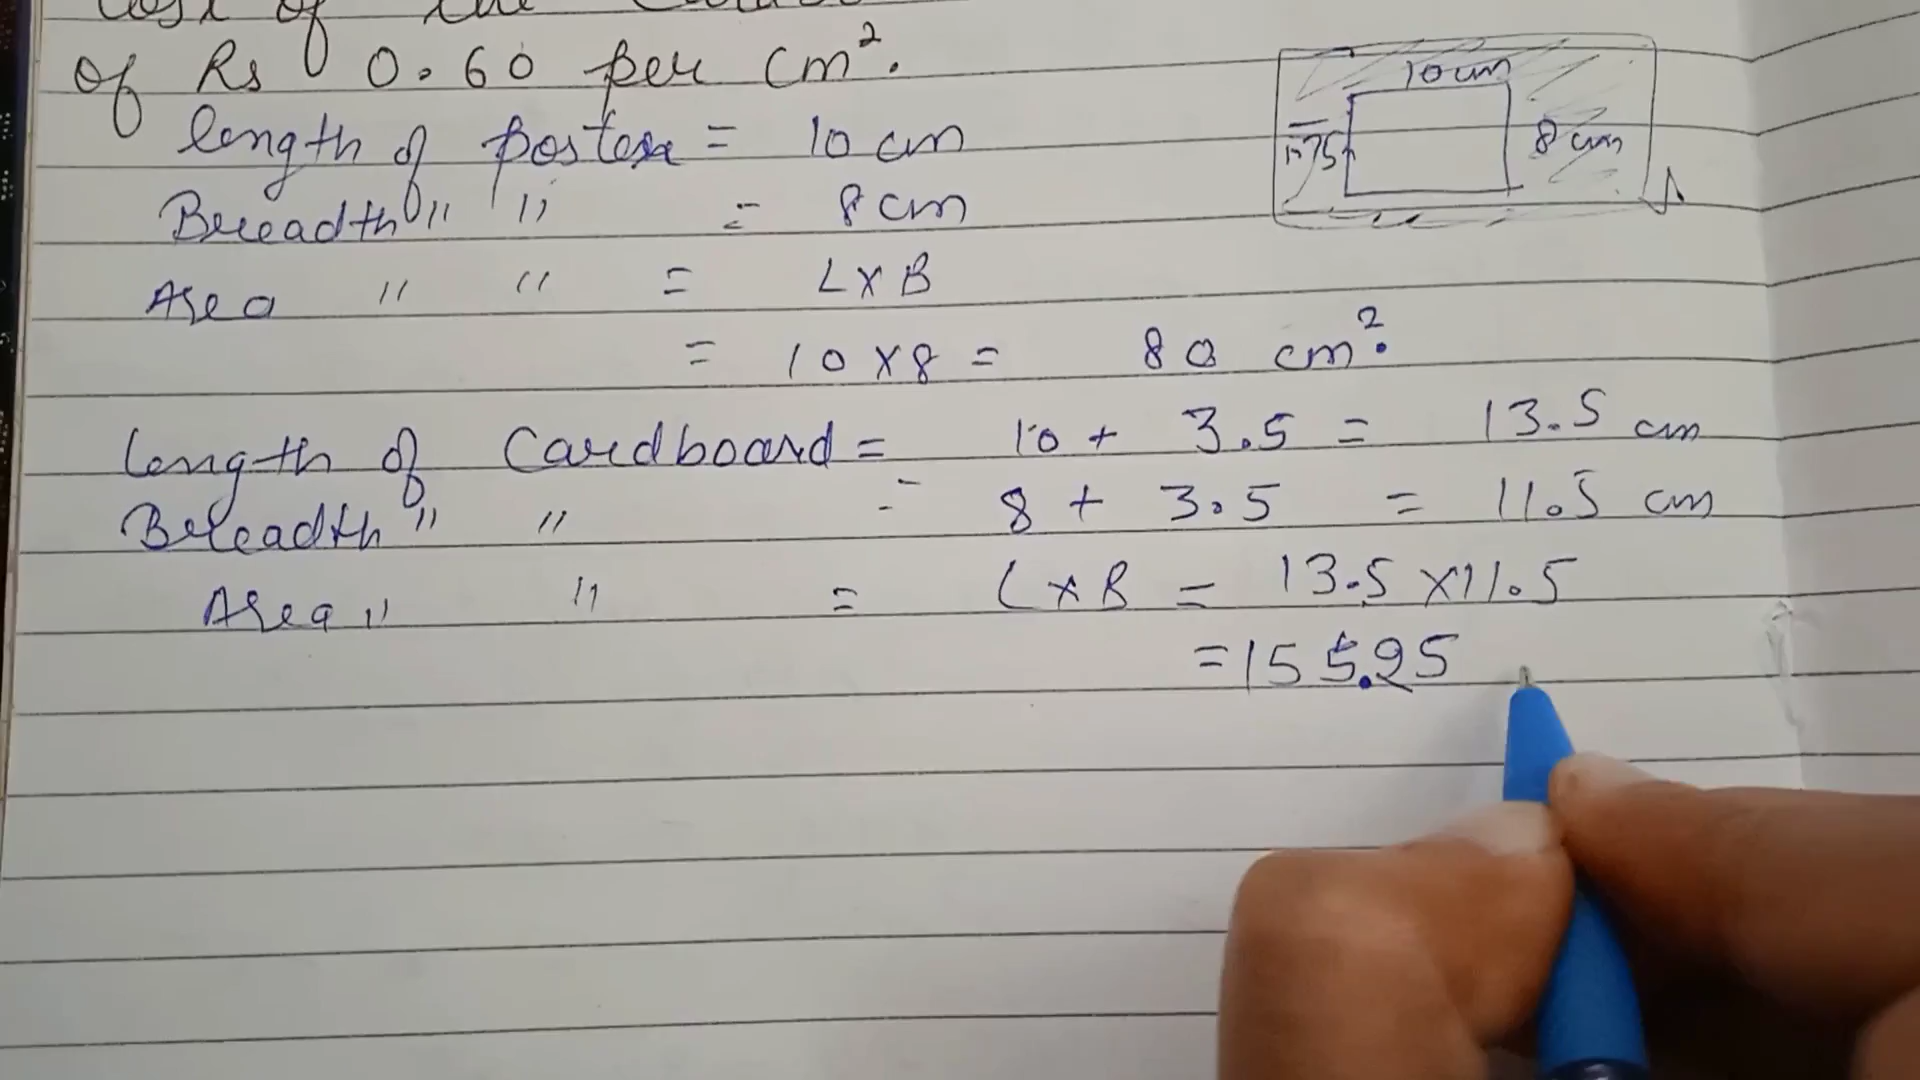 of the
of Rs 0.60 per cm².
10 cm
1.75
8 cm
length of poster = 10 cm
Breadth " " = 8 cm
Area " " = L x B
= 10 x 8 = 80 cm².
Length of Cardboard = 10 + 3.5 = 13.5 cm
Breadth " " = 8 + 3.5 = 11.5 cm
Area " " = L x B = 13.5 x 11.5
= 155.25